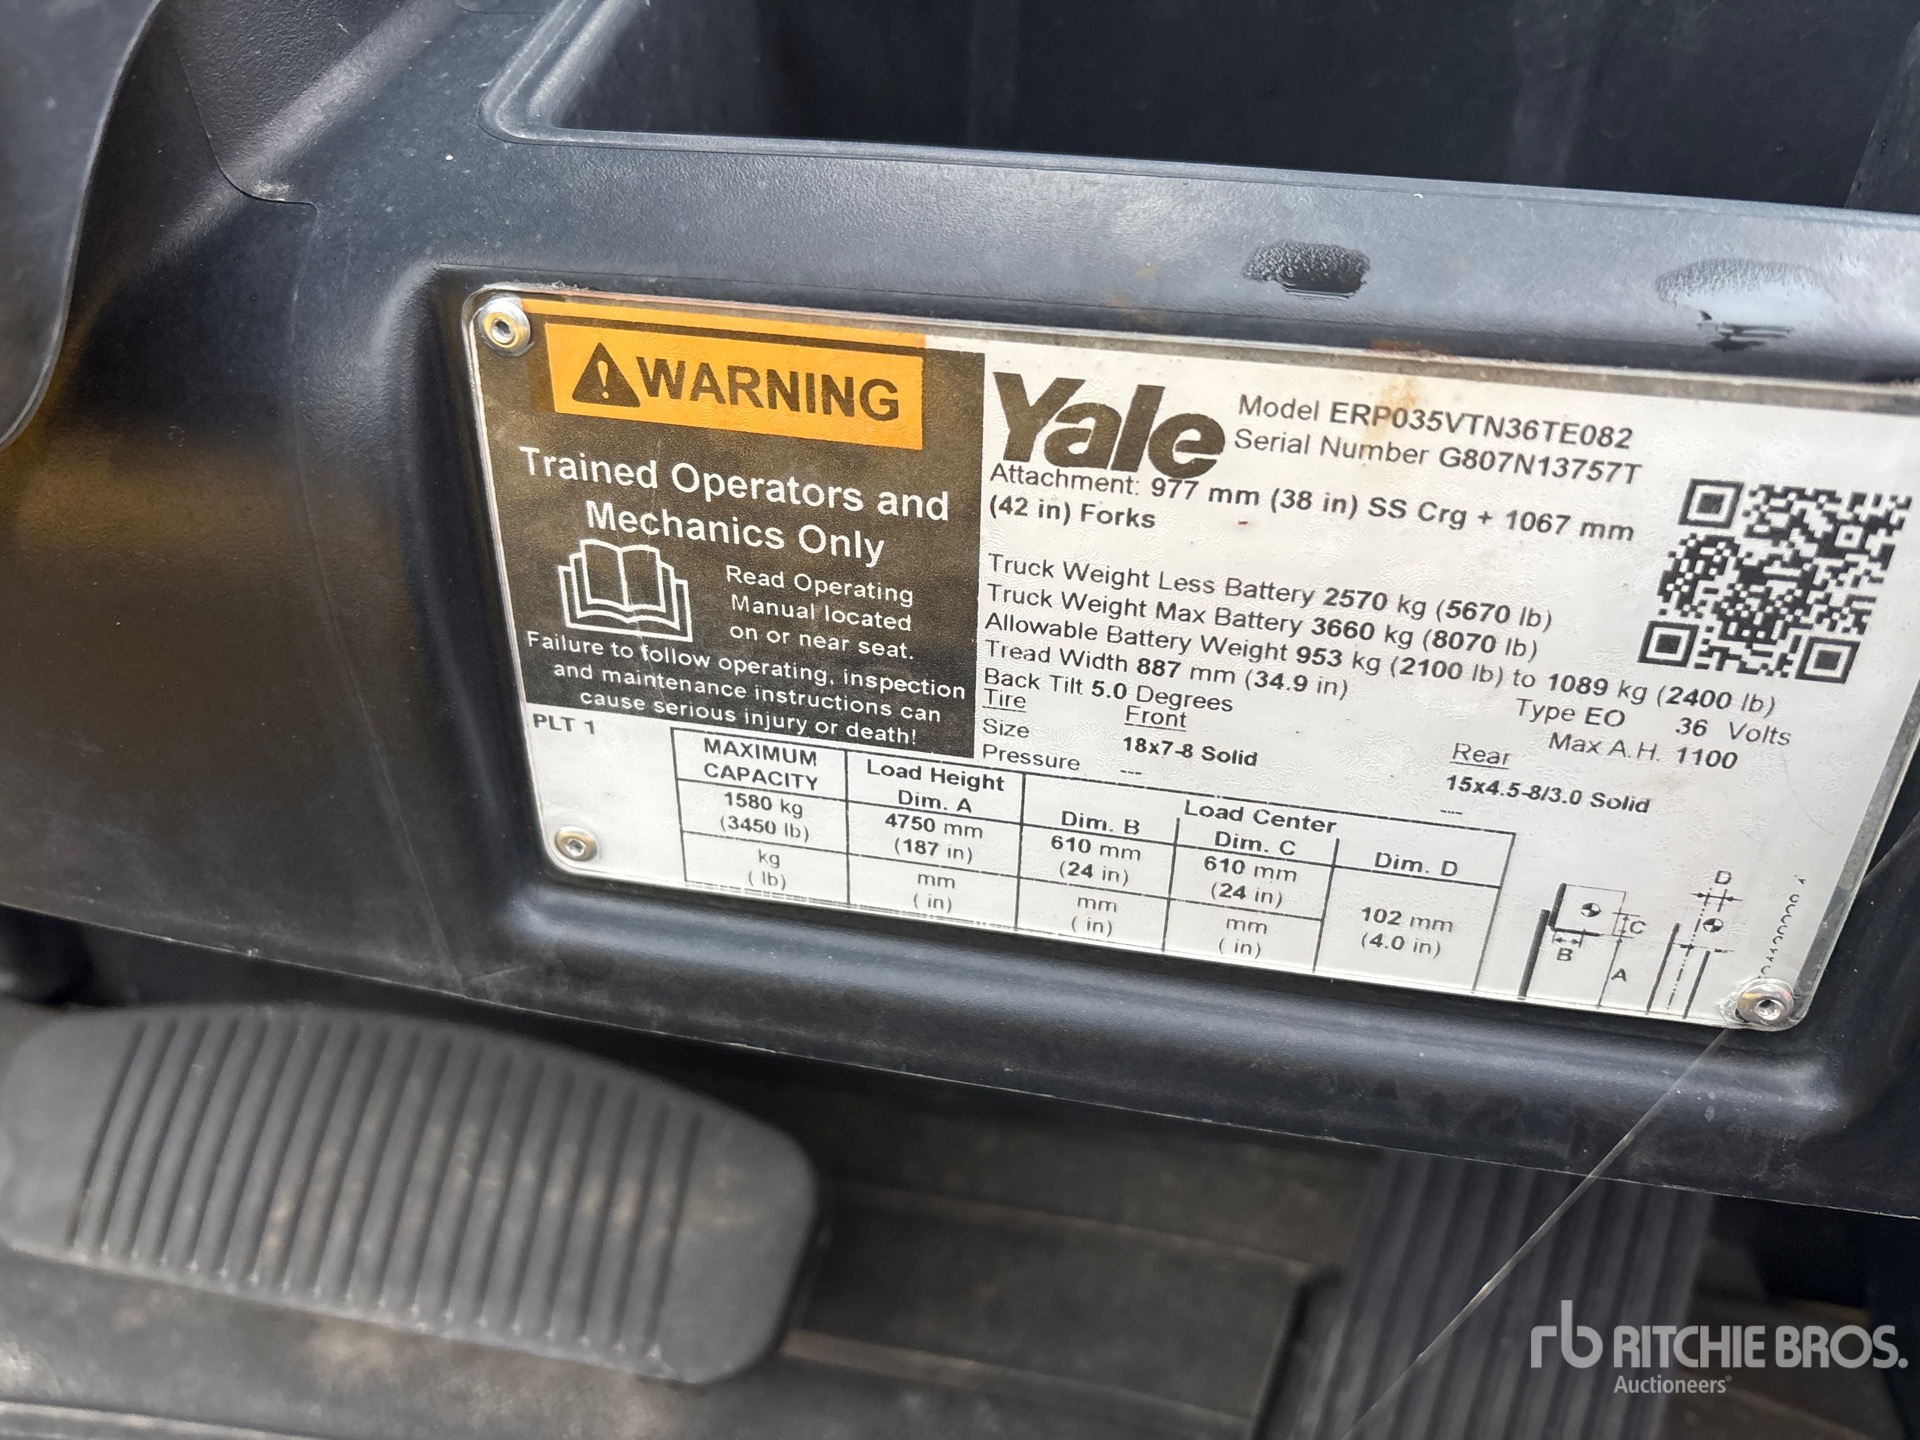 WARNING
Trained Operators and
Mechanics Only
Read Operating
Manual located
on or near seat.
Failure to follow operating, inspection
and maintenance instructions can
cause serious injury or death!
PLT 1
Yale
Model ERP035VTN36TE082
Serial Number G807N13757T
Attachment: 977 mm (38 in) SS Crg + 1067 mm
(42 in) Forks
Truck Weight Less Battery 2570 kg (5670 lb)
Truck Weight Max Battery 3660 kg (8070 lb)
Allowable Battery Weight 953 kg (2100 lb) to 1089 kg (2400 lb)
Tread Width 887 mm (34.9 in) Type EO 36 Volts
Back Tilt 5.0 Degrees Max A.H. 1100
Tire Front Rear
Size 18x7-8 Solid 15x4.5-8/3.0 Solid
Pressure --- ---
MAXIMUM CAPACITY Load Height Dim. A Load Center
Dim. B Dim. C Dim. D
1580 kg 4750 mm 610 mm 610 mm 102 mm
(3450 lb) (187 in) (24 in) (24 in) (4.0 in)
kg mm mm mm
( lb) ( in) ( in) ( in)
D
C
B
A
rb RITCHIE BROS.
Auctioneers